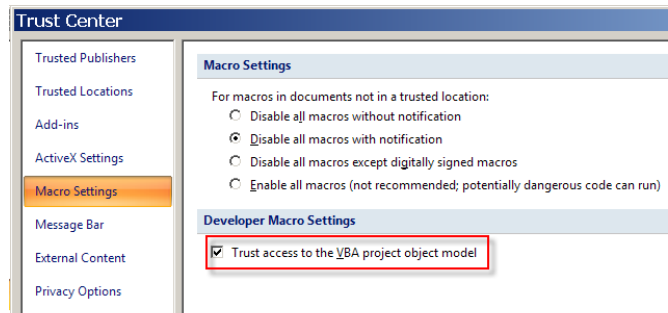 Trust Center
Trusted Publishers
Trusted Locations
Add-ins
ActiveX Settings
Macro Settings
Message Bar
External Content
Privacy Options
Macro Settings
For macros in documents not in a trusted location:
Disable all macros without notification
Disable all macros with notification
Disable all macros except digitally signed macros
Enable all macros (not recommended; potentially dangerous code can run)
Developer Macro Settings
Trust access to the VBA project object model